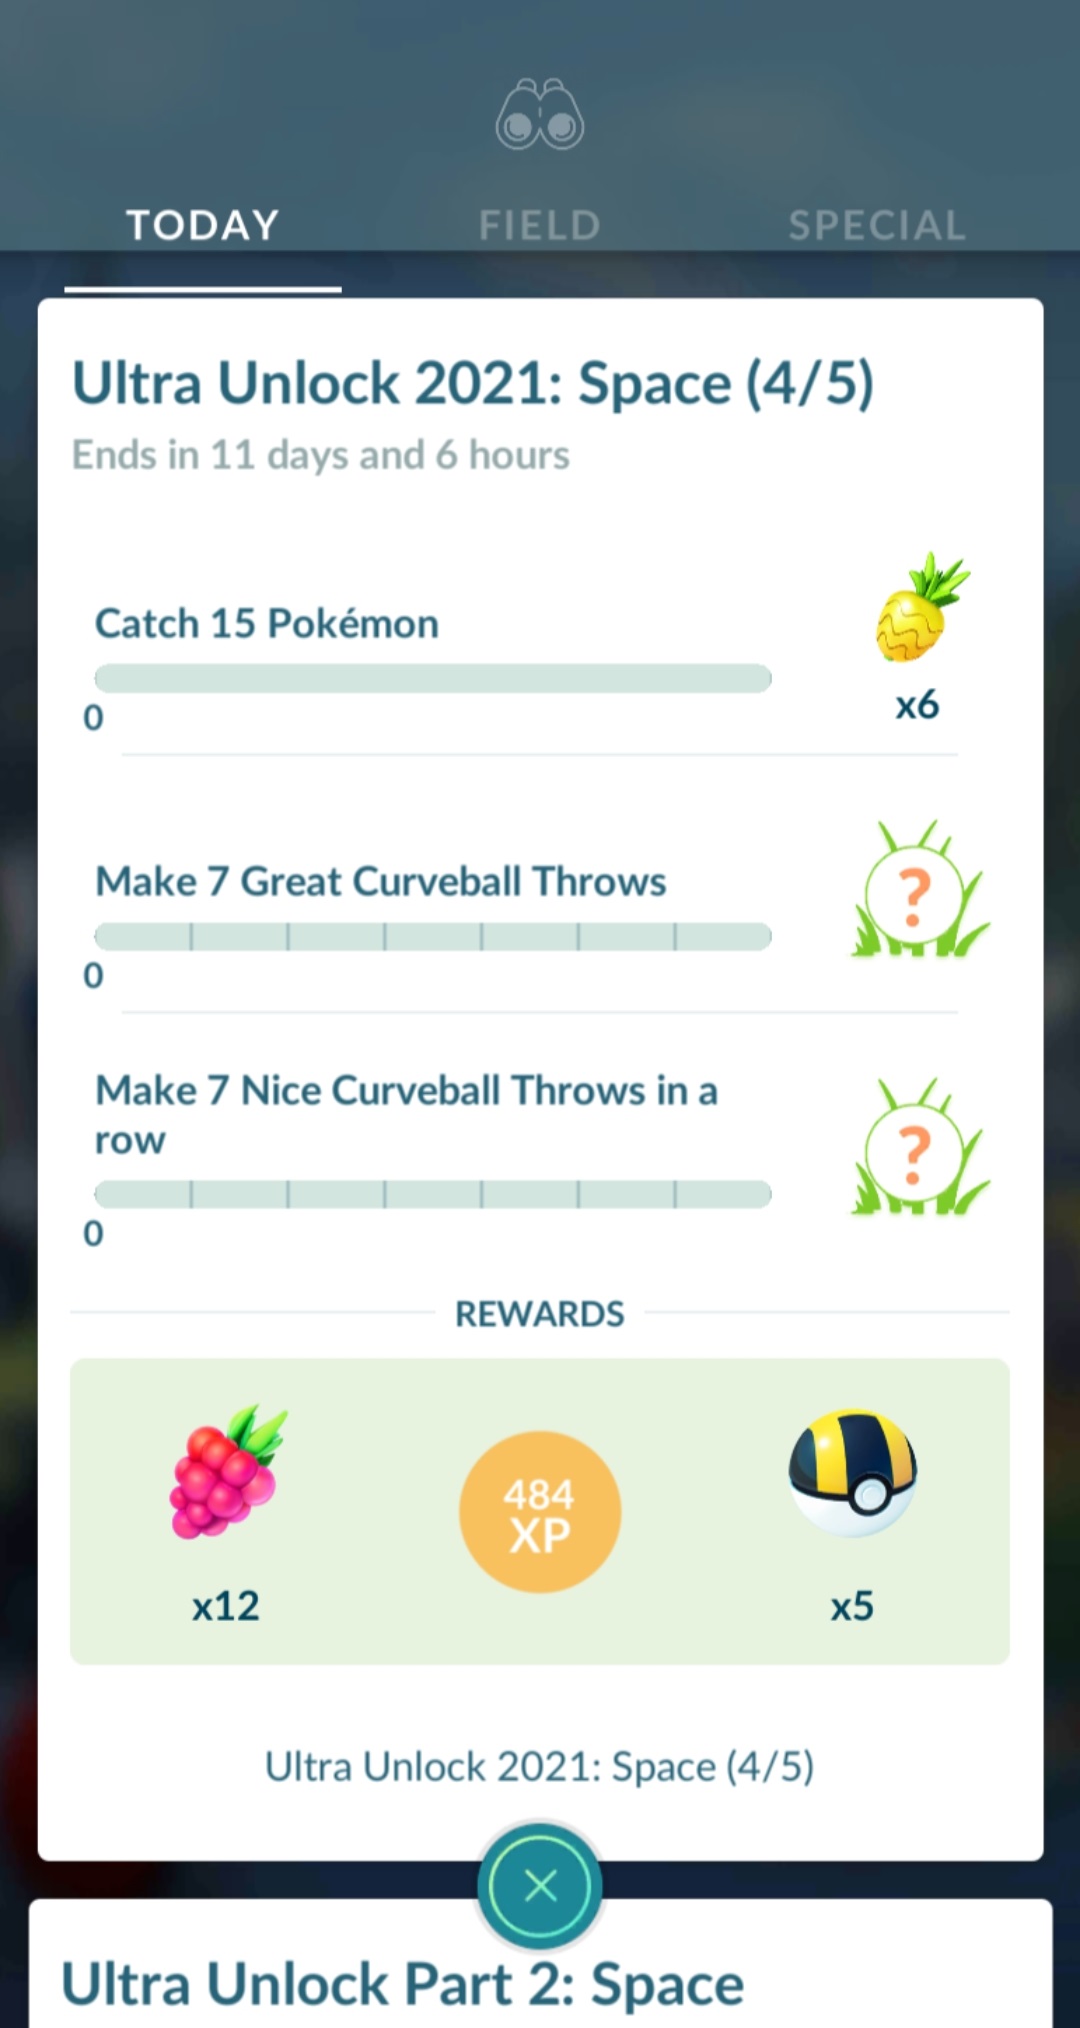 TODAY
FIELD
SPECIAL
Ultra Unlock 2021: Space (4/5)
Ends in 11 days and 6 hours
Catch 15 Pokémon
0
x6
Make 7 Great Curveball Throws
0
?
Make 7 Nice Curveball Throws in a
row
0
?
REWARDS
484
XP
x12
x5
Ultra Unlock 2021: Space (4/5)
Ultra Unlock Part 2: Space